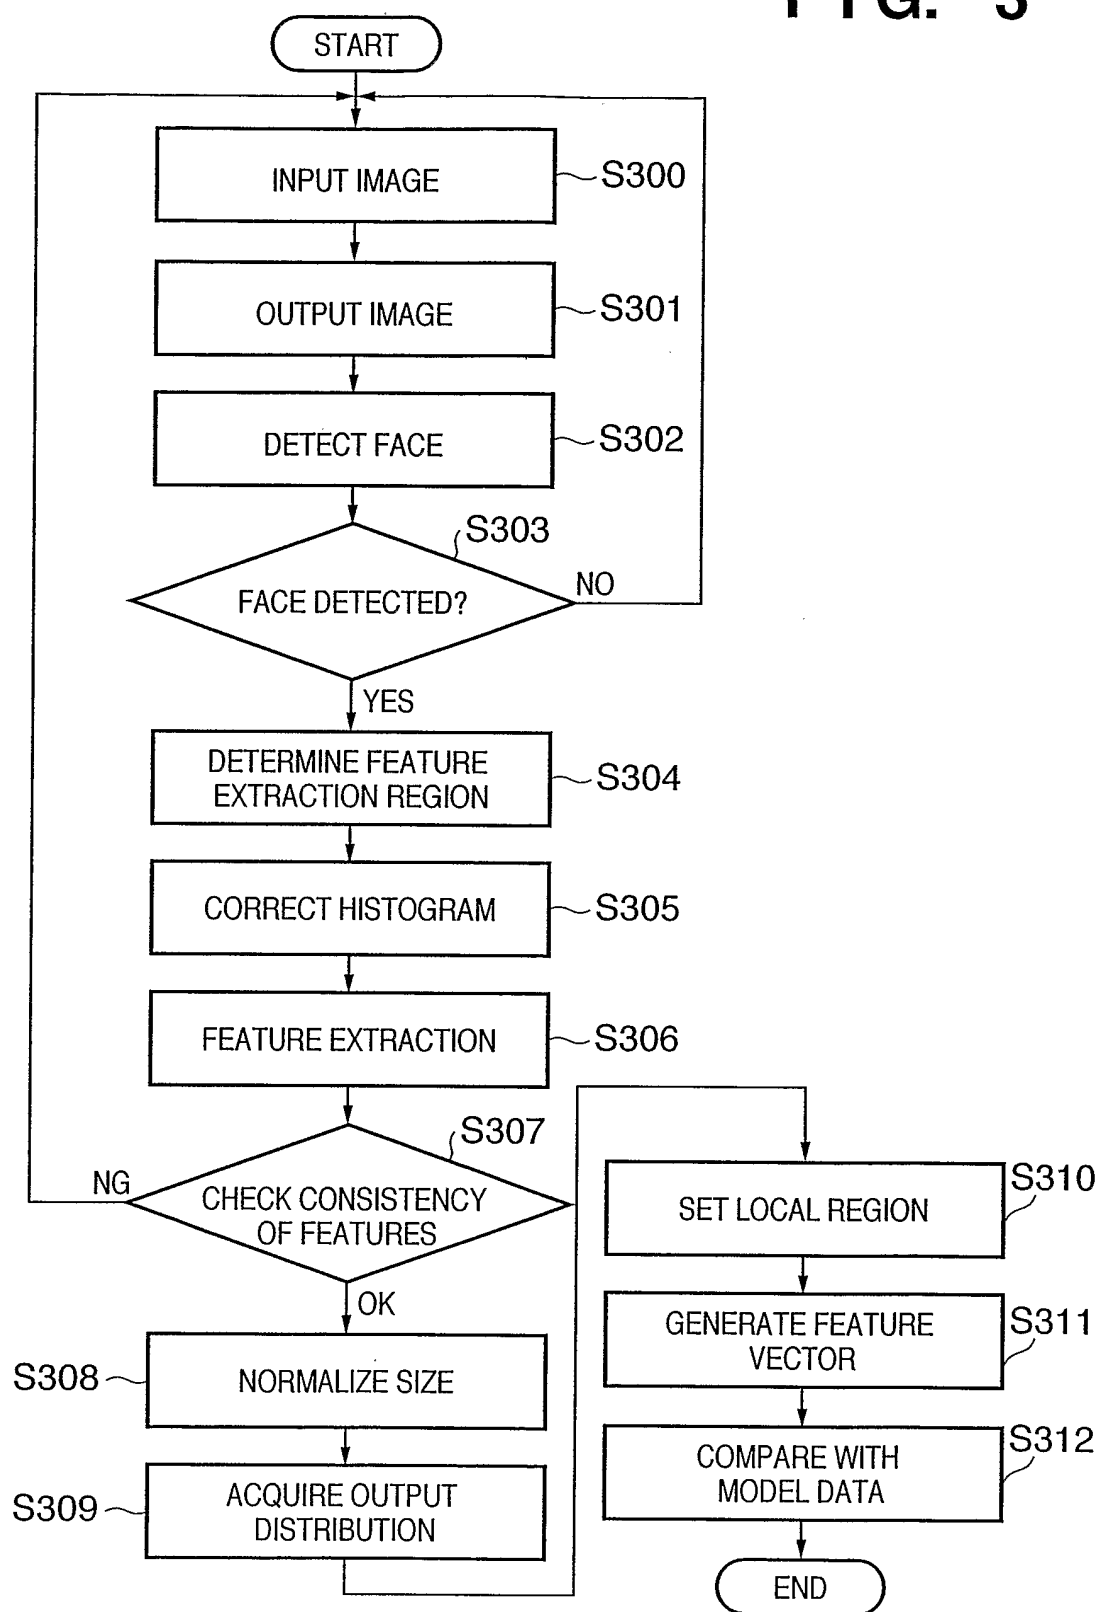 FIG. 3
START
INPUT IMAGE
S300
OUTPUT IMAGE
S301
DETECT FACE
S302
S303
FACE DETECTED?
NO
YES
DETERMINE FEATURE
EXTRACTION REGION
S304
CORRECT HISTOGRAM
S305
FEATURE EXTRACTION
S306
S307
NG
CHECK CONSISTENCY
OF FEATURES
OK
S308
NORMALIZE SIZE
S309
ACQUIRE OUTPUT
DISTRIBUTION
S310
SET LOCAL REGION
S311
GENERATE FEATURE
VECTOR
S312
COMPARE WITH
MODEL DATA
END